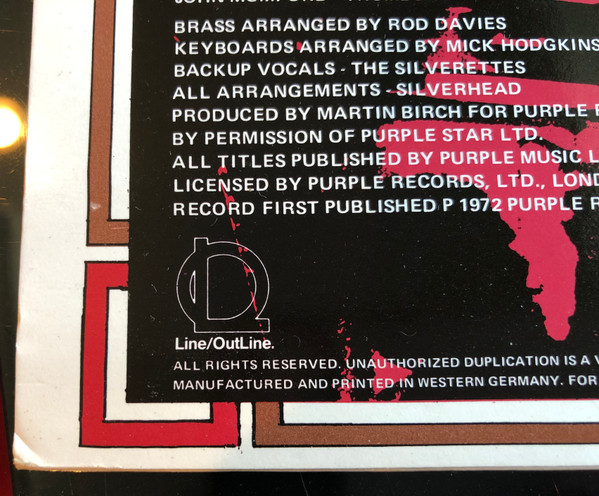 BRASS ARRANGED BY ROD DAVIES
KEYBOARDS ARRANGED BY MICK HODGKINS
BACKUP VOCALS - THE SILVERETTES
ALL ARRANGEMENTS - SILVERHEAD
PRODUCED BY MARTIN BIRCH FOR PURPLE
BY PERMISSION OF PURPLE STAR LTD.
ALL TITLES PUBLISHED BY PURPLE MUSIC L
LICENSED BY PURPLE RECORDS, LTD., LOND
RECORD FIRST PUBLISHED P 1972 PURPLE R
Line/OutLine.
ALL RIGHTS RESERVED. UNAUTHORIZED DUPLICATION IS A V
MANUFACTURED AND PRINTED IN WESTERN GERMANY. FOR